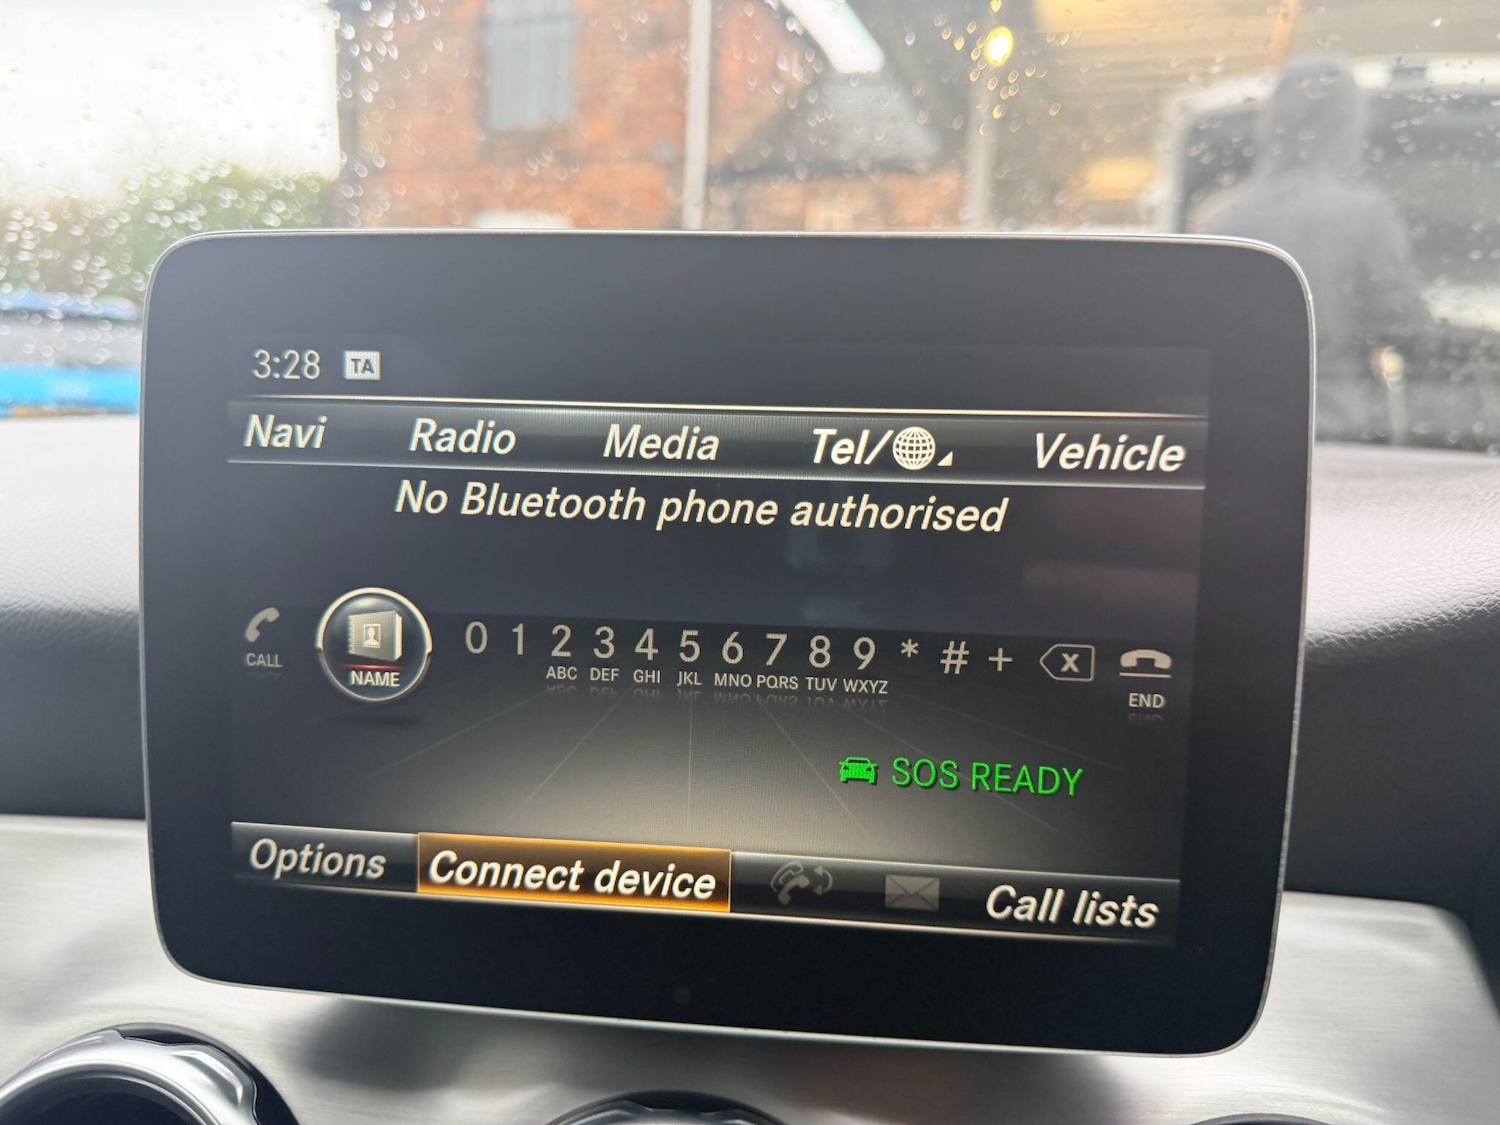 3:28 TA
Navi Radio Media Tel/ Vehicle
No Bluetooth phone authorised
0 1 2 3 4 5 6 7 8 9 * # + X
CALL NAME ABC DEF GHI JKL MNO PQRS TUV WXYZ END
SOS READY
Options Connect device Call lists